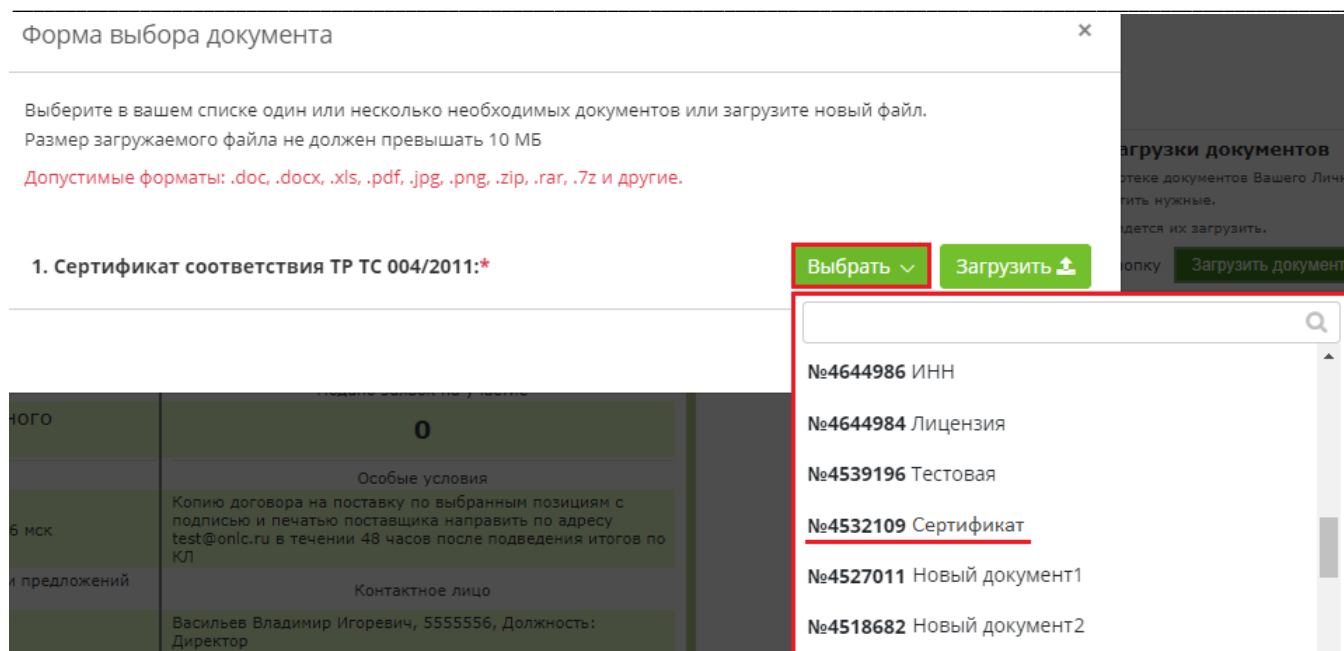 Форма выбора документа ×
Выберите в вашем списке один или несколько необходимых документов или загрузите новый файл.
Размер загружаемого файла не должен превышать 10 МБ
Допустимые форматы: .doc, .docx, .xls, .pdf, .jpg, .png, .zip, .rar, .7z и другие.
1. Сертификат соответствия ТР ТС 004/2011:*
Выбрать
Загрузить
№4644986 ИНН
№4644984 Лицензия
№4539196 Тестовая
№4532109 Сертификат
№4527011 Новый документ1
№4518682 Новый документ2
агрузки документов
отеке документов Вашего Личн
тить нужные.
дется их загрузить.
опку
Загрузить документ
ного
0
Особые условия
6 мск
Копию договора на поставку по выбранным позициям с
подписью и печатью поставщика направить по адресу
test@onlc.ru в течении 48 часов после подведения итогов по
КЛ
и предложений
Контактное лицо
Васильев Владимир Игоревич, 5555556, Должность:
Директор